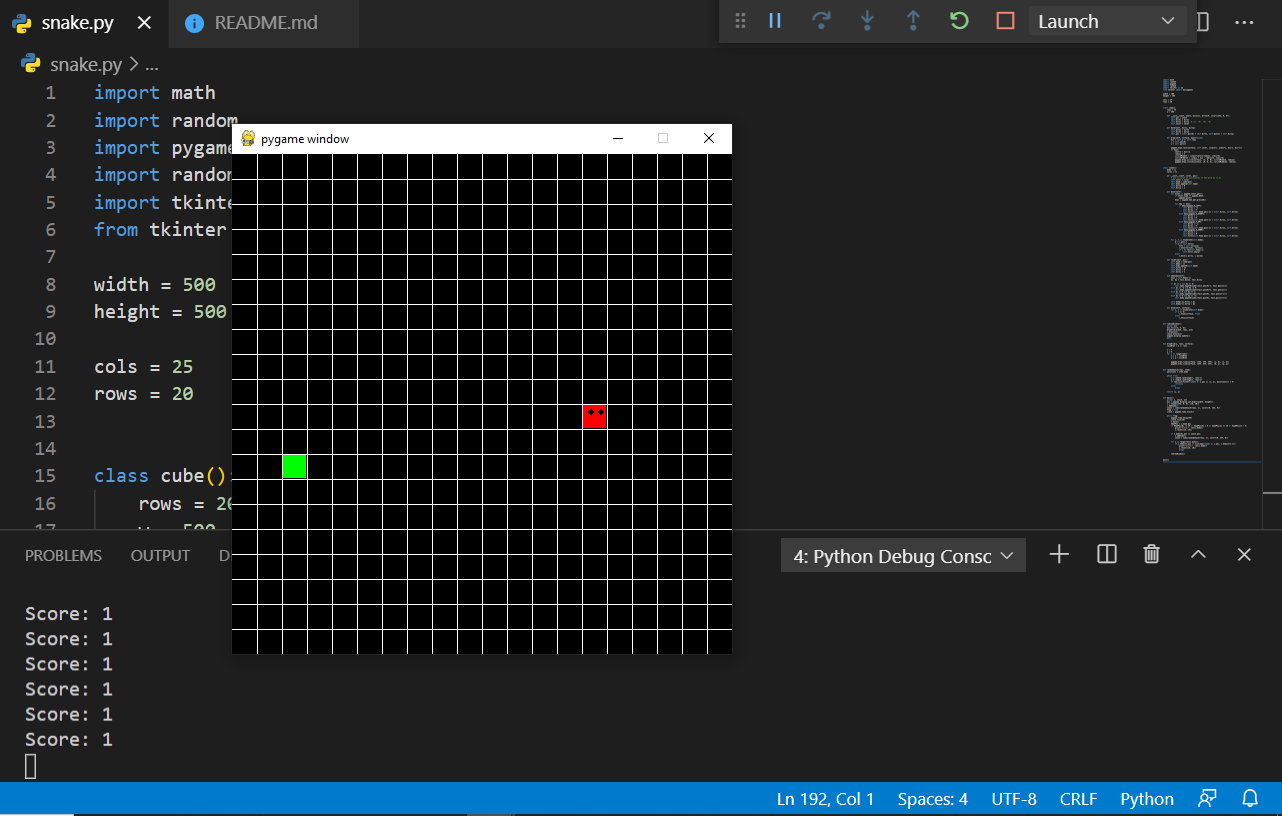 snake.py
README.md
Launch
snake.py > ...
1 import math
2 import random
pygame window
3 import pygame
4 import random
5 import tkinte
6 from tkinter
7
8 width = 500
9 height = 500
10
11 cols = 25
12 rows = 20
13
14
15 class cube():
16 rows = 20
17
PROBLEMS OUTPUT D
4: Python Debug Consc
Score: 1
Score: 1
Score: 1
Score: 1
Score: 1
Score: 1
Ln 192, Col 1 Spaces: 4 UTF-8 CRLF Python